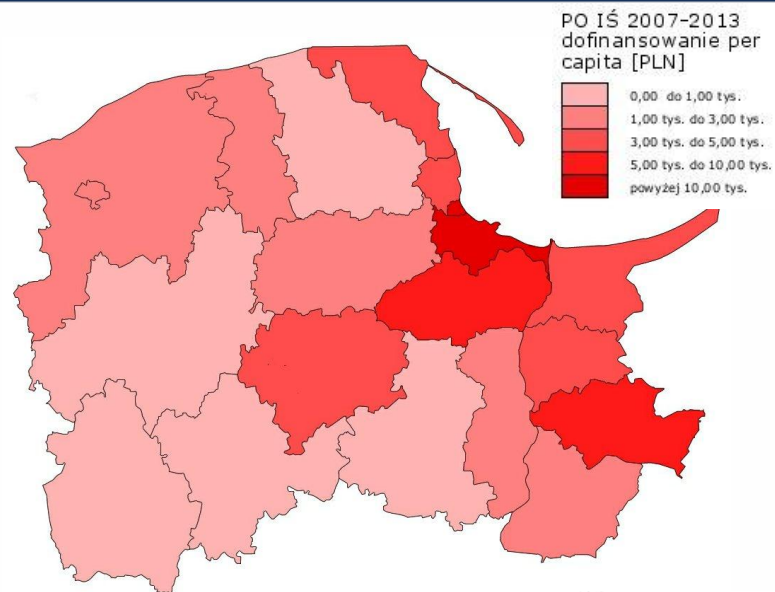 PO IŚ 2007-2013
dofinansowanie per
capita [PLN]
0,00 do 1,00 tys.
1,00 tys. do 3,00 tys.
3,00 tys. do 5,00 tys.
5,00 tys. do 10,00 tys.
powyżej 10,00 tys.